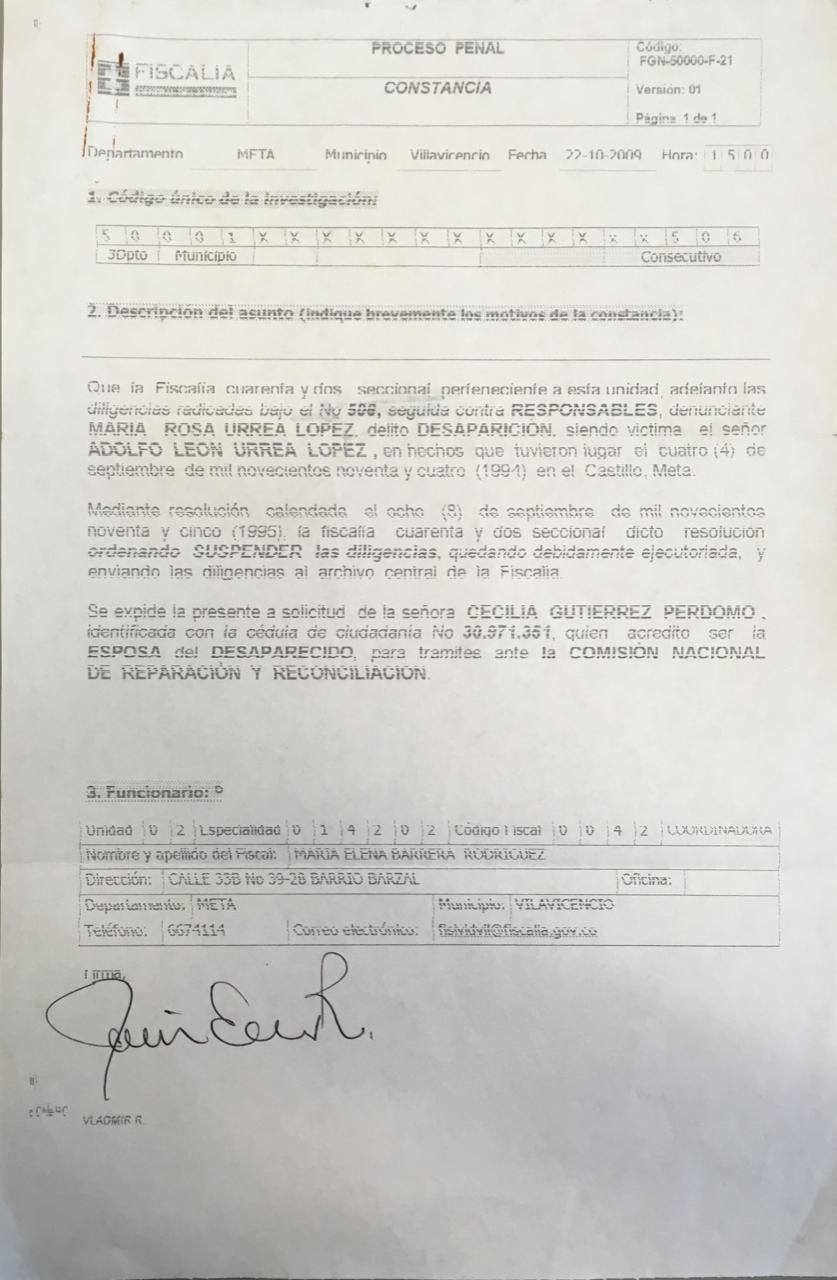 FISCALIA
PROCESO PENAL
CONSTANCIA
Código:
FGN-50000-F-21
Versión: 01
Página 1 de 1
Departamento META Municipio Villavicencio Fecha 22-10-2009 Hora: 1 5 0 0
1. Código único de la investigación:
5 0 0 0 1 X X X X X X X X X X X X X 5 0 6
3Dpto Municipio Consecutivo
2. Descripción del asunto (indique brevemente los motivos de la constancia):
Que la Fiscalía cuarenta y dos seccional perteneciente a esta unidad, adelanto las
diligencias radicadas bajo el No 506, seguida contra RESPONSABLES, denunciante
MARIA ROSA URREA LOPEZ, delito DESAPARICIÓN, siendo victima el señor
ADOLFO LEON URREA LOPEZ , en hechos que tuvieron lugar el cuatro (4) de
septiembre de mil novecientos noventa y cuatro (1994) en el Castillo, Meta.
Mediante resolución calendada el ocho (8) de septiembre de mil novecientos
noventa y cinco (1995), la fiscalía cuarenta y dos seccional dicto resolución
ordenando SUSPENDER las diligencias, quedando debidamente ejecutoriada, y
enviando las diligencias al archivo central de la Fiscalía.
Se expide la presente a solicitud de la señora CECILIA GUTIERREZ PERDOMO ,
identificada con la cédula de ciudadanía No 30.971.351, quien acredito ser la
ESPOSA del DESAPARECIDO, para tramites ante la COMISIÓN NACIONAL
DE REPARACIÓN Y RECONCILIACIÓN.
3. Funcionario:
Unidad 0 2 Especialidad 0 1 4 2 0 2 Código Fiscal 0 0 4 2 COORDINADORA
Nombre y apellido del Fiscal: MARIA ELENA BARRERA RODRIGUEZ
Dirección: CALLE 33B No 39-28 BARRIO BARZAL Oficina:
Departamento: META Municipio: VILAVICENCIO
Teléfono: 6674114 Correo electrónico: fislvidvil@fiscalia.gov.co
Firma,
VLADMIR R.